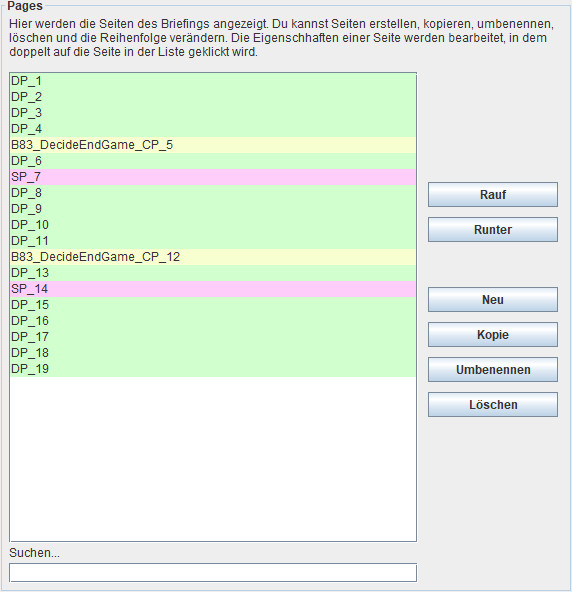 Pages
Hier werden die Seiten des Briefings angezeigt. Du kannst Seiten erstellen, kopieren, umbenennen,
löschen und die Reihenfolge verändern. Die Eigenschhaften einer Seite werden bearbeitet, in dem
doppelt auf die Seite in der Liste geklickt wird.
DP_1
DP_2
DP_3
DP_4
B83_DecideEndGame_CP_5
DP_6
SP_7
DP_8
DP_9
DP_10
DP_11
B83_DecideEndGame_CP_12
DP_13
SP_14
DP_15
DP_16
DP_17
DP_18
DP_19
Rauf
Runter
Neu
Kopie
Umbenennen
Löschen
Suchen...